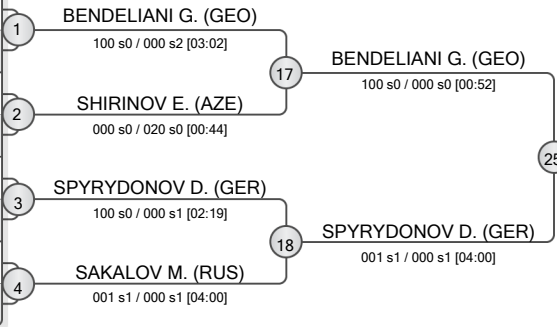 1
BENDELIANI G. (GEO)
100 s0 / 000 s2 [03:02]
17
BENDELIANI G. (GEO)
100 s0 / 000 s0 [00:52]
2
SHIRINOV E. (AZE)
000 s0 / 020 s0 [00:44]
25
3
SPYRYDONOV D. (GER)
100 s0 / 000 s1 [02:19]
18
SPYRYDONOV D. (GER)
001 s1 / 000 s1 [04:00]
4
SAKALOV M. (RUS)
001 s1 / 000 s1 [04:00]